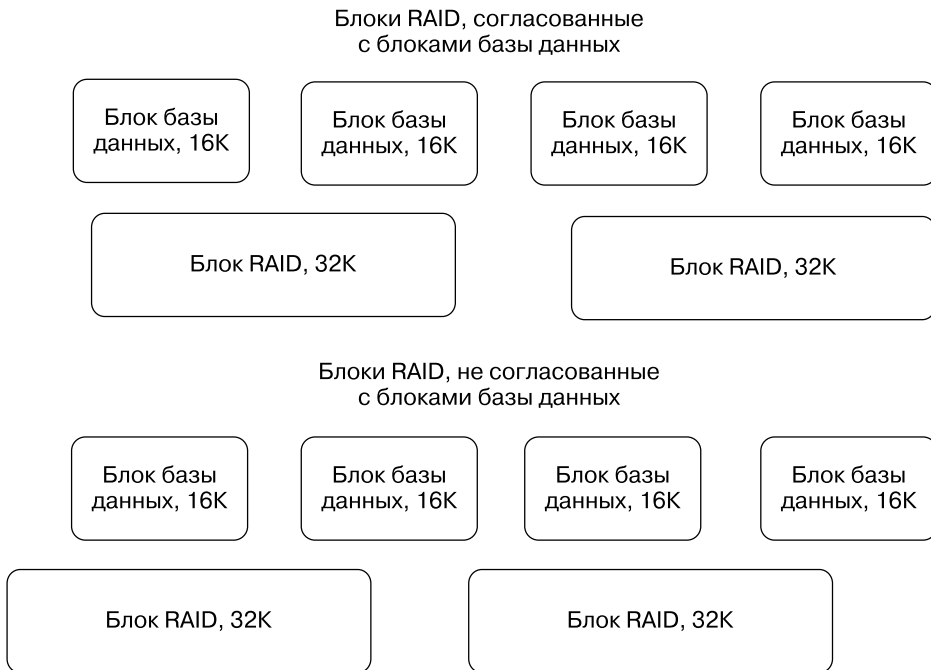 Блоки RAID, согласованные
с блоками базы данных
Блок базы
данных, 16K
Блок базы
данных, 16K
Блок базы
данных, 16K
Блок базы
данных, 16K
Блок RAID, 32K
Блок RAID, 32K
Блоки RAID, не согласованные
с блоками базы данных
Блок базы
данных, 16K
Блок базы
данных, 16K
Блок базы
данных, 16K
Блок базы
данных, 16K
Блок RAID, 32K
Блок RAID, 32K